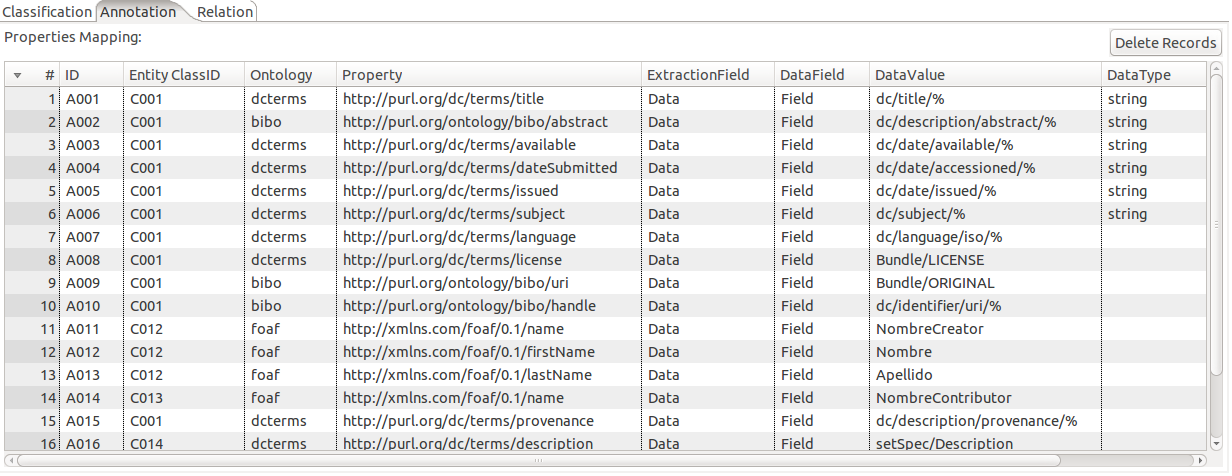 Classification Annotation Relation
Properties Mapping:
Delete Records
# ID Entity ClassID Ontology Property ExtractionField DataField DataValue DataType
1 A001 C001 dcterms http://purl.org/dc/terms/title Data Field dc/title/% string
2 A002 C001 bibo http://purl.org/ontology/bibo/abstract Data Field dc/description/abstract/% string
3 A003 C001 dcterms http://purl.org/dc/terms/available Data Field dc/date/available/% string
4 A004 C001 dcterms http://purl.org/dc/terms/dateSubmitted Data Field dc/date/accessioned/% string
5 A005 C001 dcterms http://purl.org/dc/terms/issued Data Field dc/date/issued/% string
6 A006 C001 dcterms http://purl.org/dc/terms/subject Data Field dc/subject/% string
7 A007 C001 dcterms http://purl.org/dc/terms/language Data Field dc/language/iso/%
8 A008 C001 dcterms http://purl.org/dc/terms/license Data Field Bundle/LICENSE
9 A009 C001 bibo http://purl.org/ontology/bibo/uri Data Field Bundle/ORIGINAL
10 A010 C001 bibo http://purl.org/ontology/bibo/handle Data Field dc/identifier/uri/%
11 A011 C012 foaf http://xmlns.com/foaf/0.1/name Data Field NombreCreator
12 A012 C012 foaf http://xmlns.com/foaf/0.1/firstName Data Field Nombre
13 A013 C012 foaf http://xmlns.com/foaf/0.1/lastName Data Field Apellido
14 A014 C013 foaf http://xmlns.com/foaf/0.1/name Data Field NombreContributor
15 A015 C001 dcterms http://purl.org/dc/terms/provenance Data Field dc/description/provenance/%
16 A016 C014 dcterms http://purl.org/dc/terms/description Data Field setSpec/Description